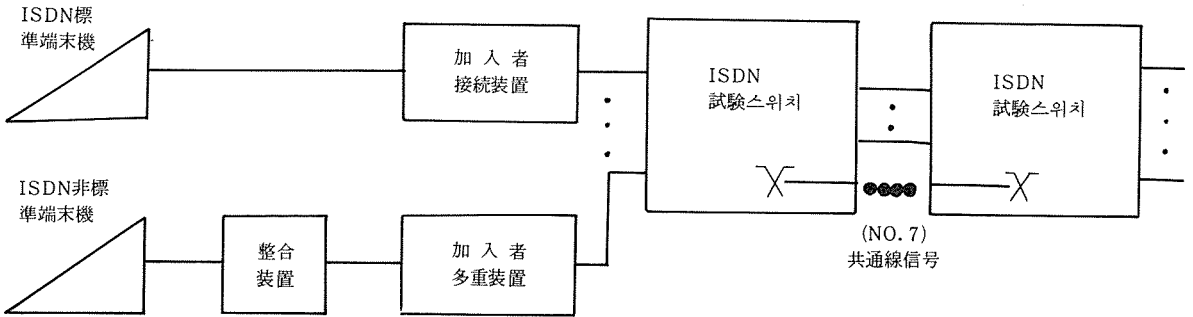 ISDN標
準端末機
加入者
接続装置
ISDN
試驗스위치
ISDN
試驗스위치
ISDN非標
準端末機
整合
装置
加入者
多重装置
(NO.7)
共通線信号